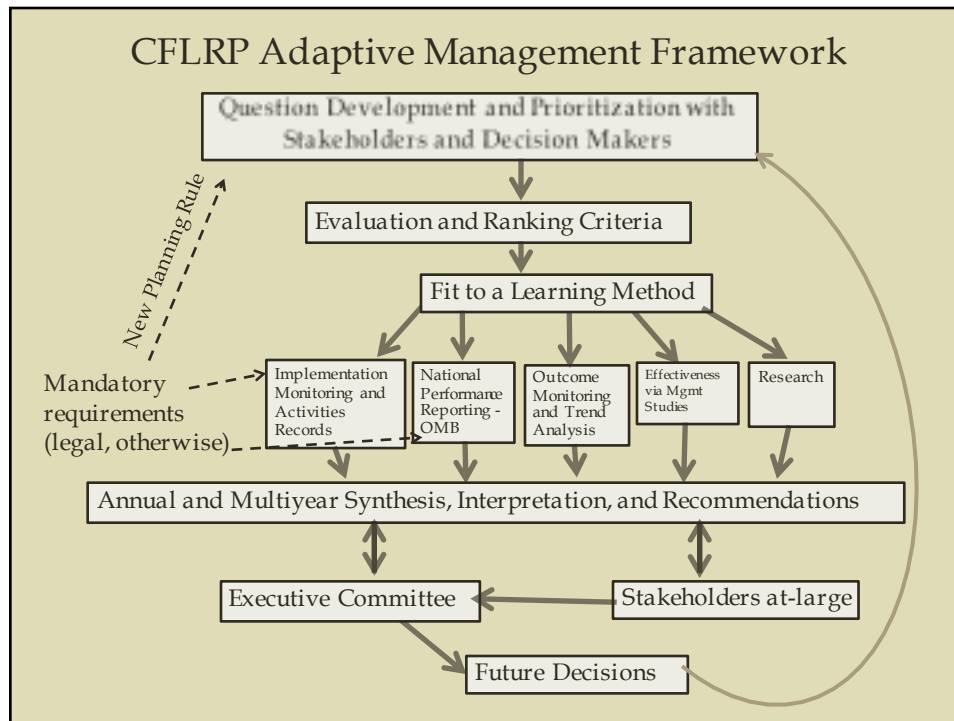 CFLRP Adaptive Management Framework
Question Development and Prioritization with
Stakeholders and Decision Makers
New Planning Rule
Evaluation and Ranking Criteria
Fit to a Learning Method
Mandatory
requirements
(legal, otherwise)
Implementation
Monitoring and
Activities
Records
National
Performance
Reporting -
OMB
Outcome
Monitoring
and Trend
Analysis
Effectiveness
via Mgmt
Studies
Research
Annual and Multiyear Synthesis, Interpretation, and Recommendations
Executive Committee
Stakeholders at-large
Future Decisions